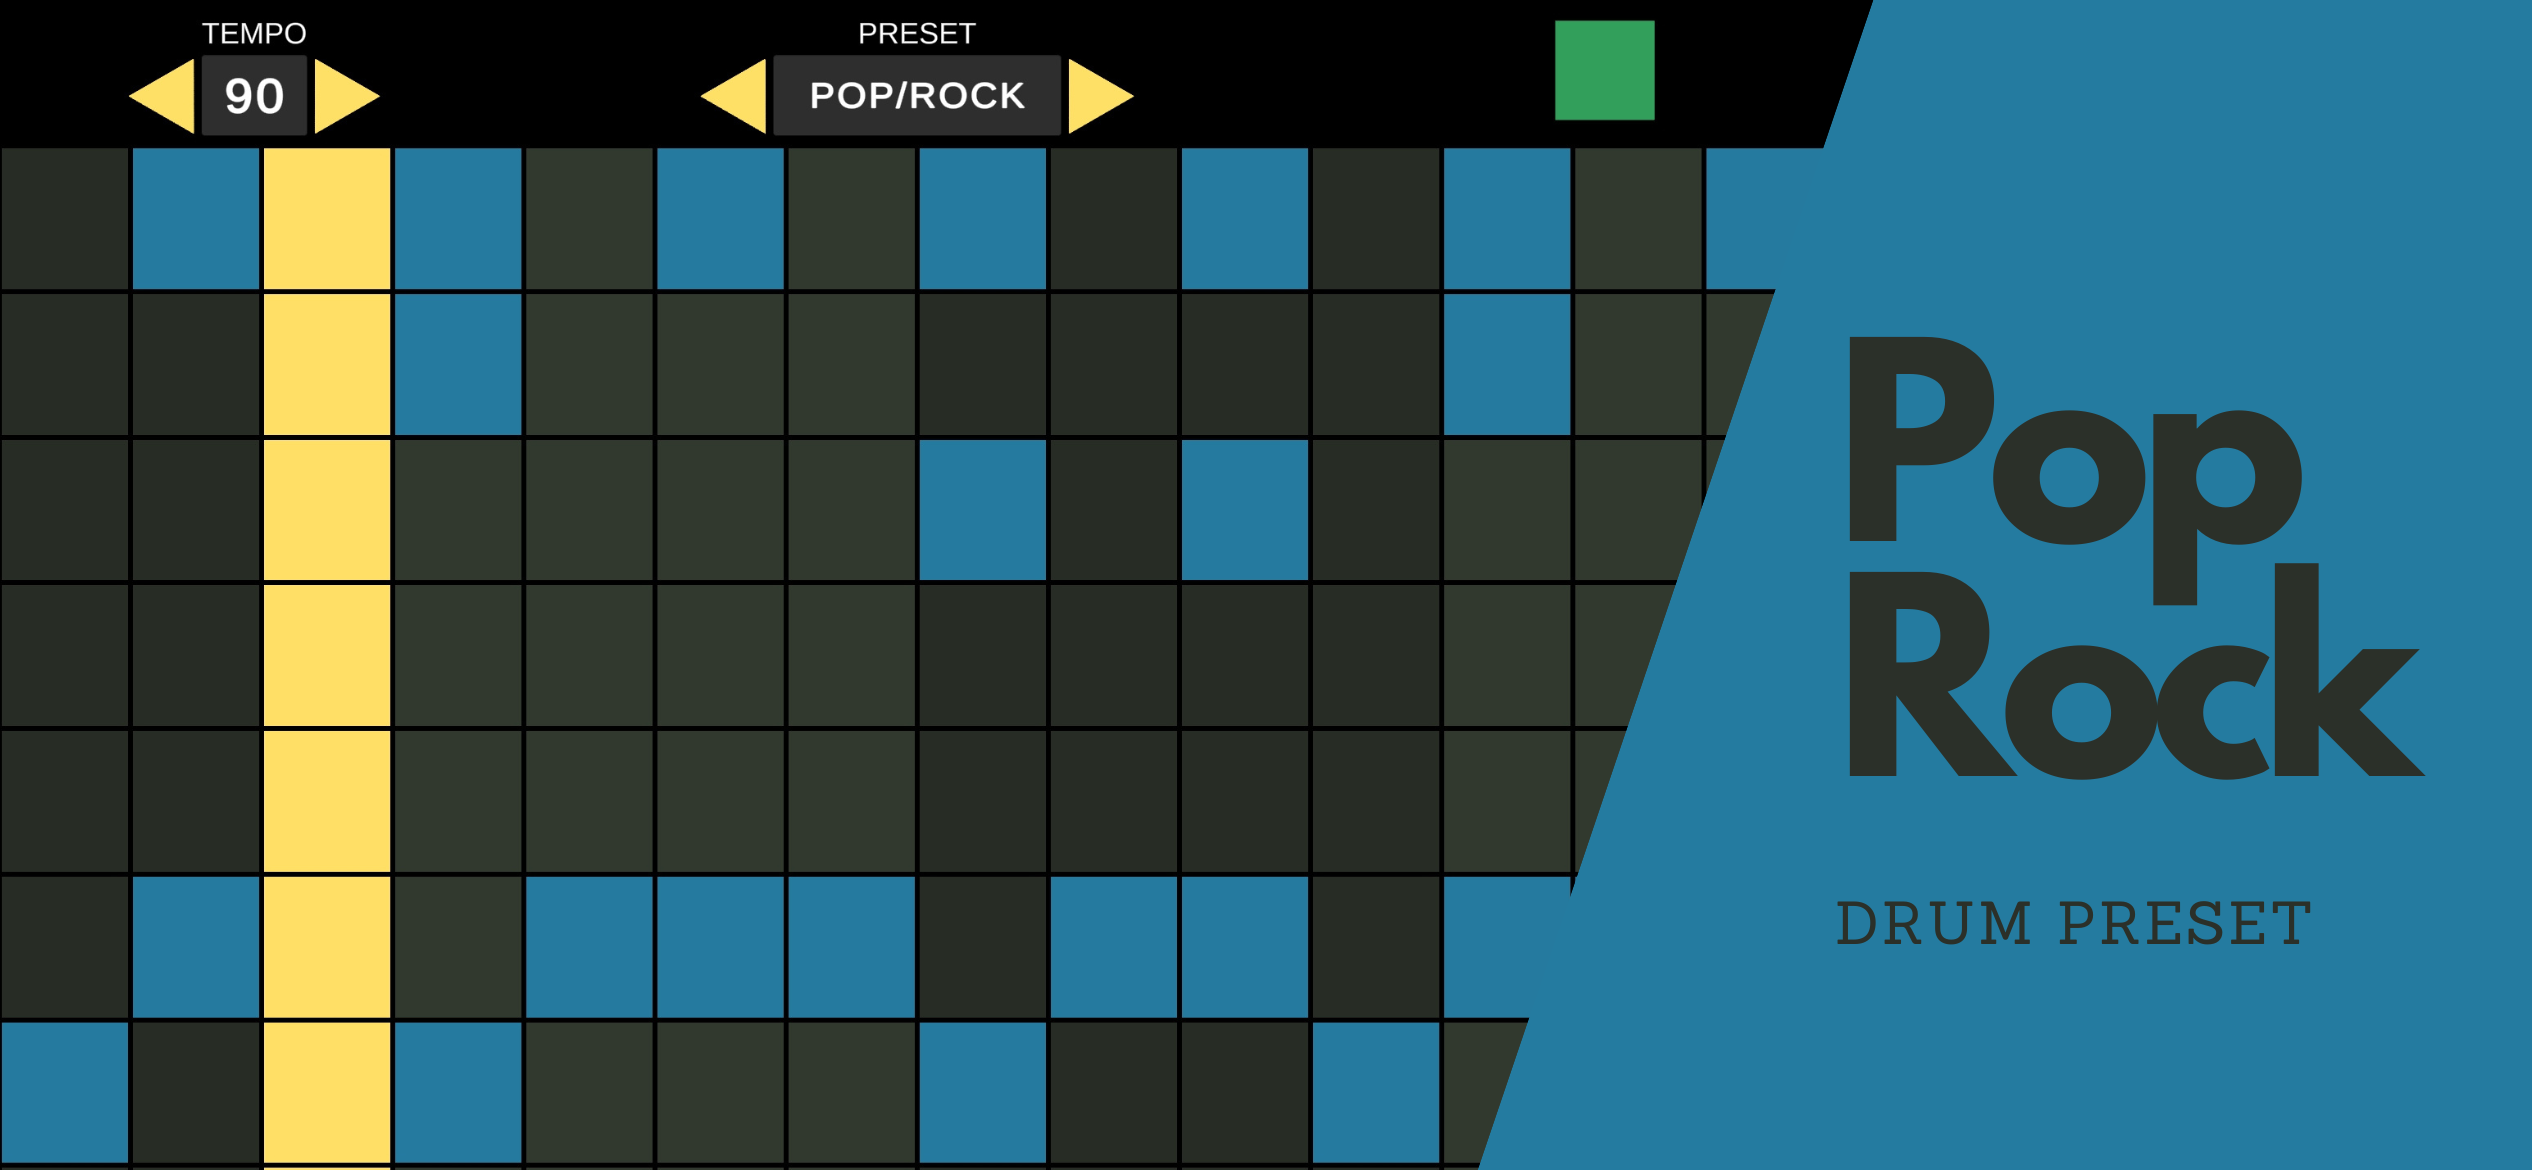 TEMPO
PRESET
90
POP/ROCK
Pop
Rock
DRUM PRESET